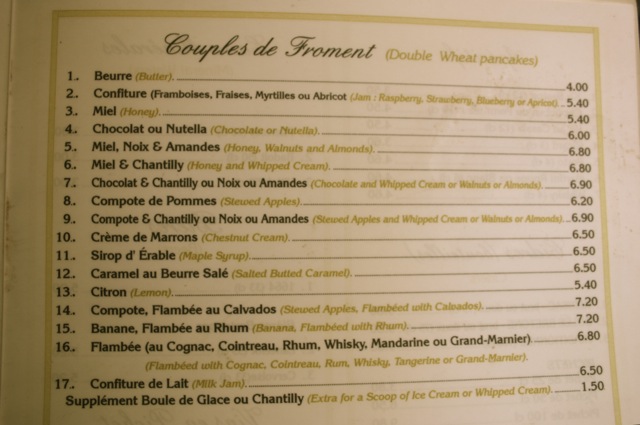 Couples de Froment (Double Wheat pancakes)
1. Beurre (Butter). 4.00
2. Confiture (Framboises, Fraises, Myrtilles ou Abricot (Jam : Raspberry, Strawberry, Blueberry or Apricot). 5.40
3. Miel (Honey). 5.40
4. Chocolat ou Nutella (Chocolate or Nutella). 6.00
5. Miel, Noix & Amandes (Honey, Walnuts and Almonds). 6.80
6. Miel & Chantilly (Honey and Whipped Cream). 6.80
7. Chocolat & Chantilly ou Noix ou Amandes (Chocolate and Whipped Cream or Walnuts or Almonds). 6.90
8. Compote de Pommes (Stewed Apples). 6.20
9. Compote & Chantilly ou Noix ou Amandes (Stewed Apples and Whipped Cream or Walnuts or Almonds). 6.90
10. Crème de Marrons (Chestnut Cream). 6.50
11. Sirop d' Érable (Maple Syrup). 6.50
12. Caramel au Beurre Salé (Salted Butted Caramel). 6.50
13. Citron (Lemon). 5.40
14. Compote, Flambée au Calvados (Stewed Apples, Flambéed with Calvados). 7.20
15. Banane, Flambée au Rhum (Banana, Flambéed with Rhum). 7.20
16. Flambée (au Cognac, Cointreau, Rhum, Whisky, Mandarine ou Grand-Marnier). 6.80
(Flambéed with Cognac, Cointreau, Rum, Whisky, Tangerine or Grand-Marnier).
17. Confiture de Lait (Milk Jam). 6.50
Supplément Boule de Glace ou Chantilly (Extra for a Scoop of Ice Cream or Whipped Cream). 1.50